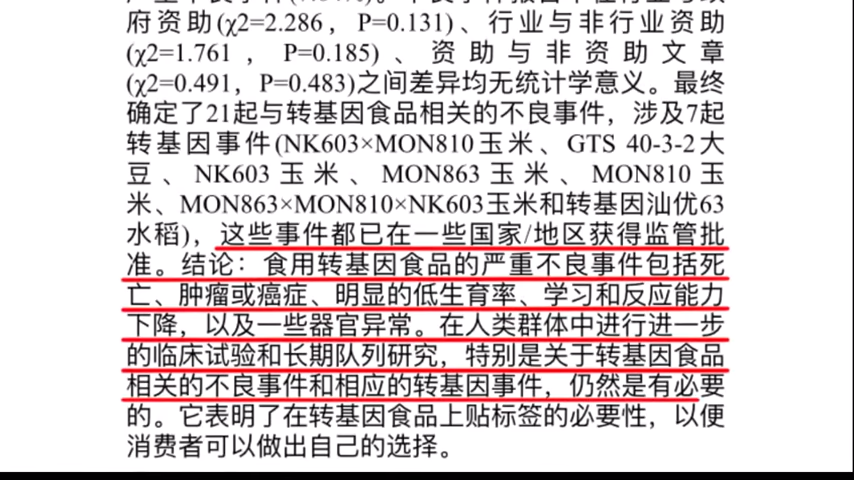 府资助(χ2=2.286，P=0.131)、行业与非行业资助
(χ2=1.761，P=0.185)、资助与非资助文章
(χ2=0.491，P=0.483)之间差异均无统计学意义。最终
确定了21起与转基因食品相关的不良事件，涉及7起
转基因事件(NK603×MON810玉米、GTS 40-3-2大
豆、NK603玉米、MON863玉米、MON810玉
米、MON863×MON810×NK603玉米和转基因汕优63
水稻)，这些事件都已在一些国家/地区获得监管批
准。结论：食用转基因食品的严重不良事件包括死
亡、肿瘤或癌症、明显的低生育率、学习和反应能力
下降，以及一些器官异常。在人类群体中进行进一步
的临床试验和长期队列研究，特别是关于转基因食品
相关的不良事件和相应的转基因事件，仍然是有必要
的。它表明了在转基因食品上贴标签的必要性，以便
消费者可以做出自己的选择。